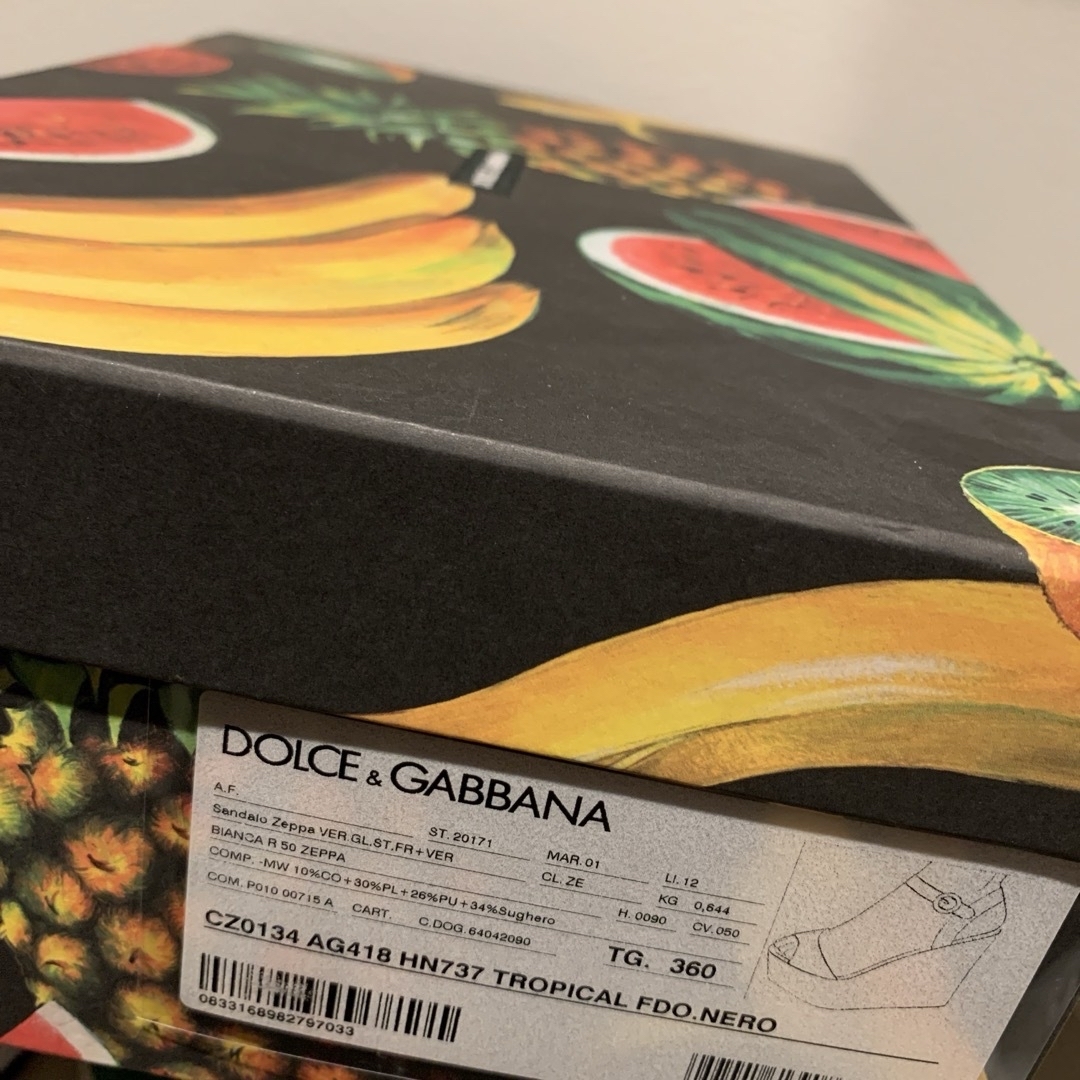 DOLCE & GABBANA
A.F. ST. 20171 MAR. 01 LI. 12
Sandalo Zeppa VER.GL.ST.FR+VER CL. ZE KG 0,644
BIANCA R 50 ZEPPA
COMP. -MW 10%CO+30%PL+26%PU+34%Sughero H. 0090 CV.050
COM. P010 00715 A CART. C.DOG.64042090 TG. 360
CZ0134 AG418 HN737 TROPICAL FDO.NERO
0833168982797033